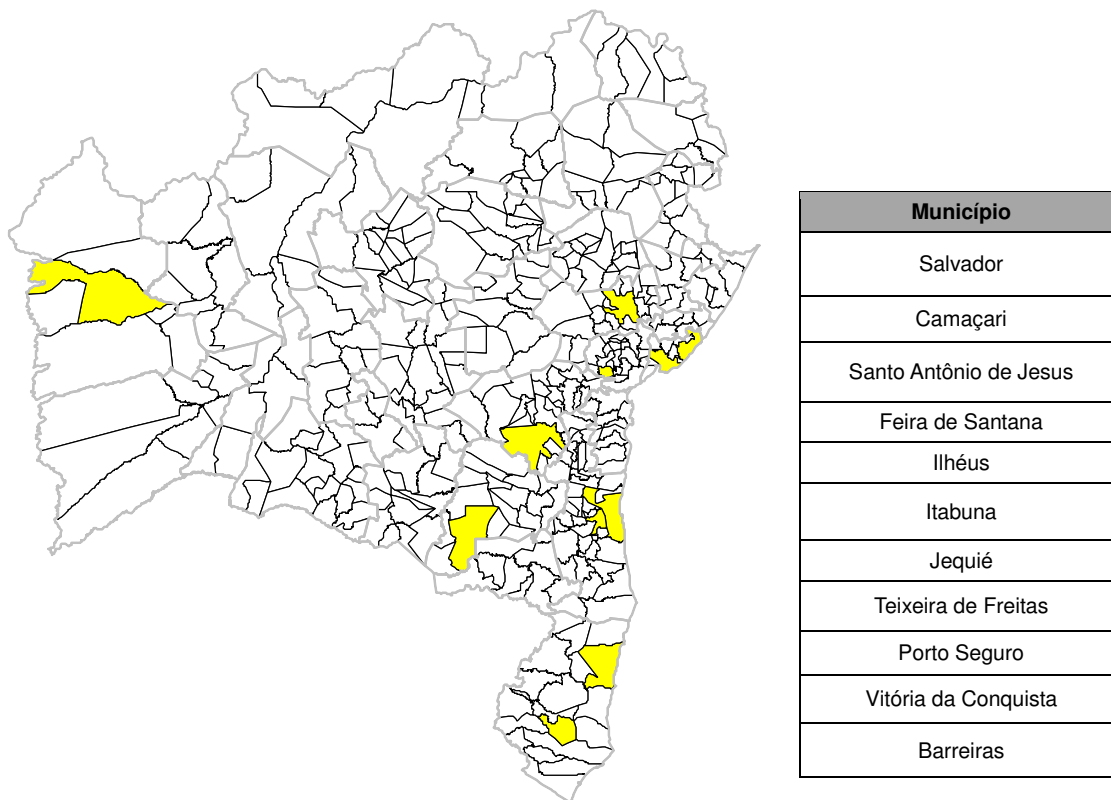 Município
Salvador
Camaçari
Santo Antônio de Jesus
Feira de Santana
Ilhéus
Itabuna
Jequié
Teixeira de Freitas
Porto Seguro
Vitória da Conquista
Barreiras